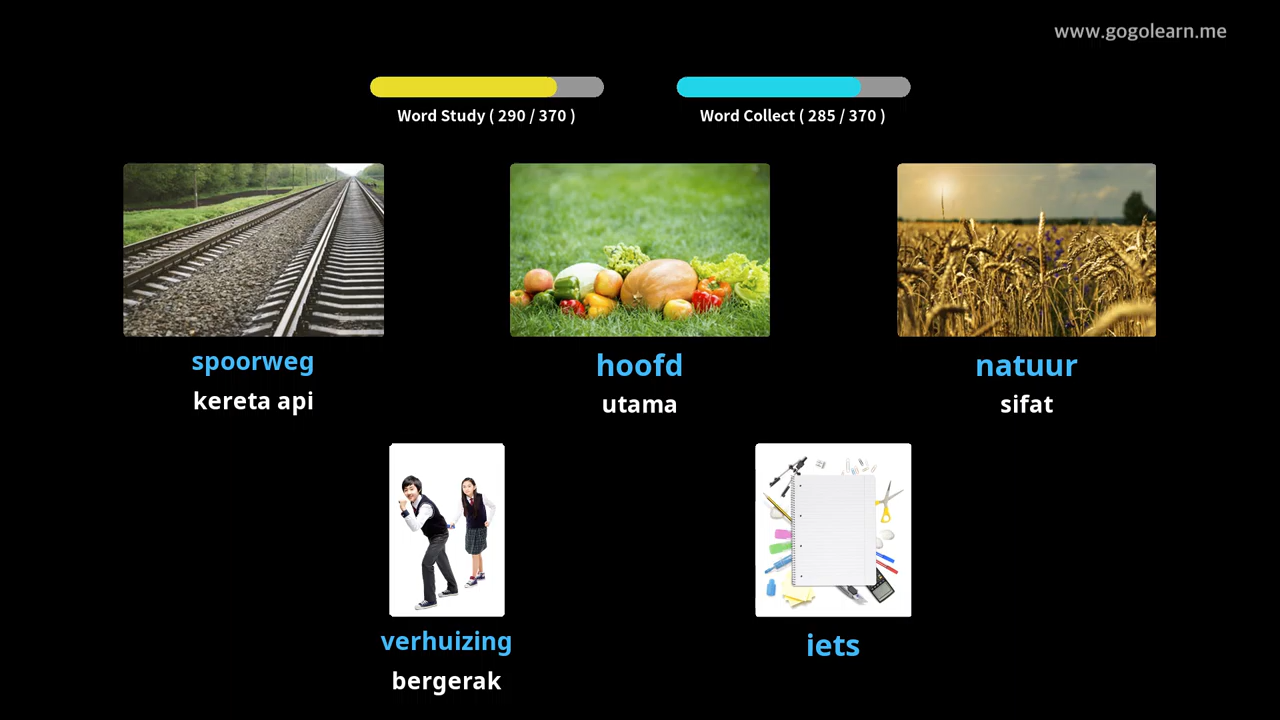 www.gogolearn.me
Word Study ( 290 / 370 )
Word Collect ( 285 / 370 )
spoorweg
kereta api
hoofd
utama
natuur
sifat
verhuizing
bergerak
iets